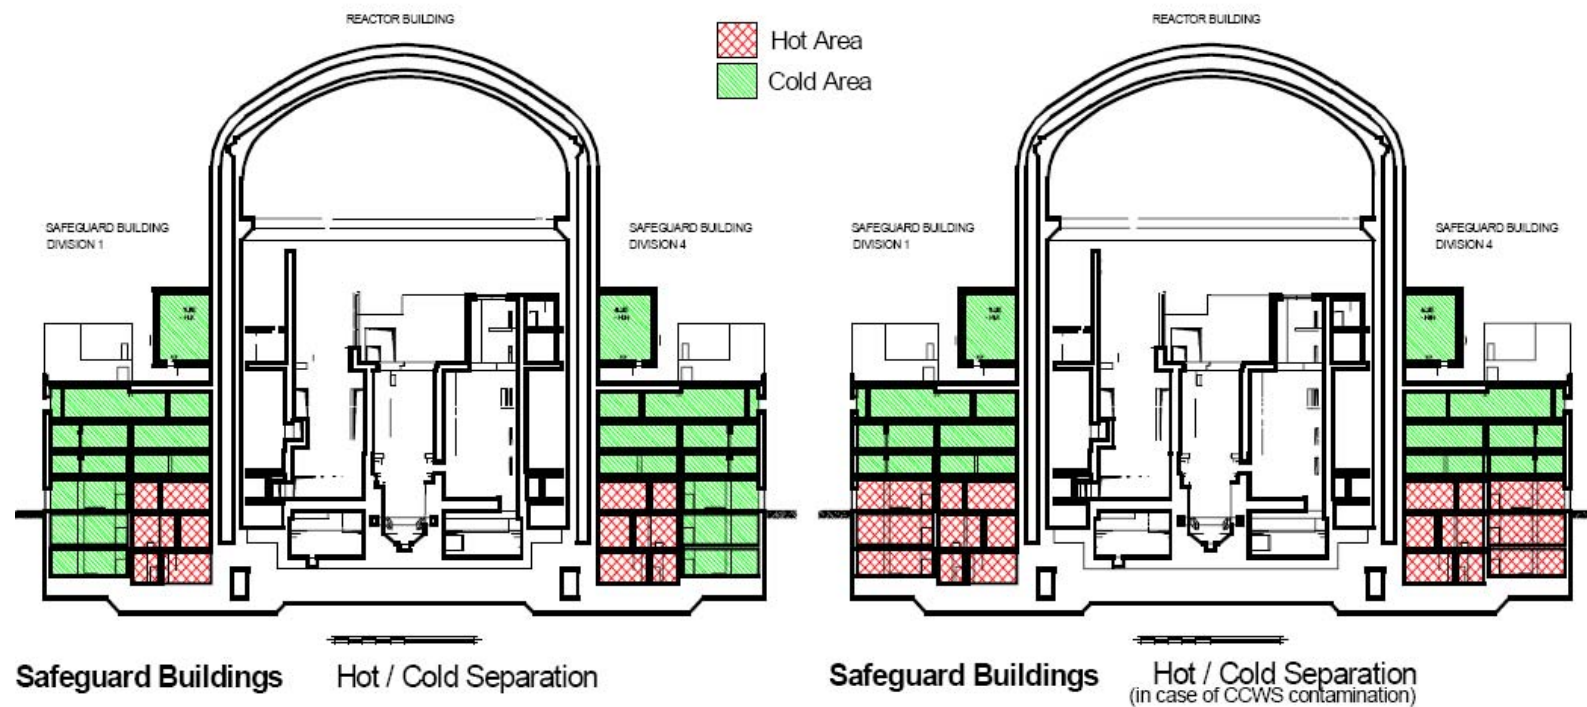 REACTOR BUILDING
Hot Area
Cold Area
REACTOR BUILDING
SAFEGUARD BUILDING
DIVISION 1
SAFEGUARD BUILDING
DIVISION 4
SAFEGUARD BUILDING
DIVISION 1
SAFEGUARD BUILDING
DIVISION 4
Safeguard Buildings Hot / Cold Separation
Safeguard Buildings Hot / Cold Separation
(in case of CCWS contamination)